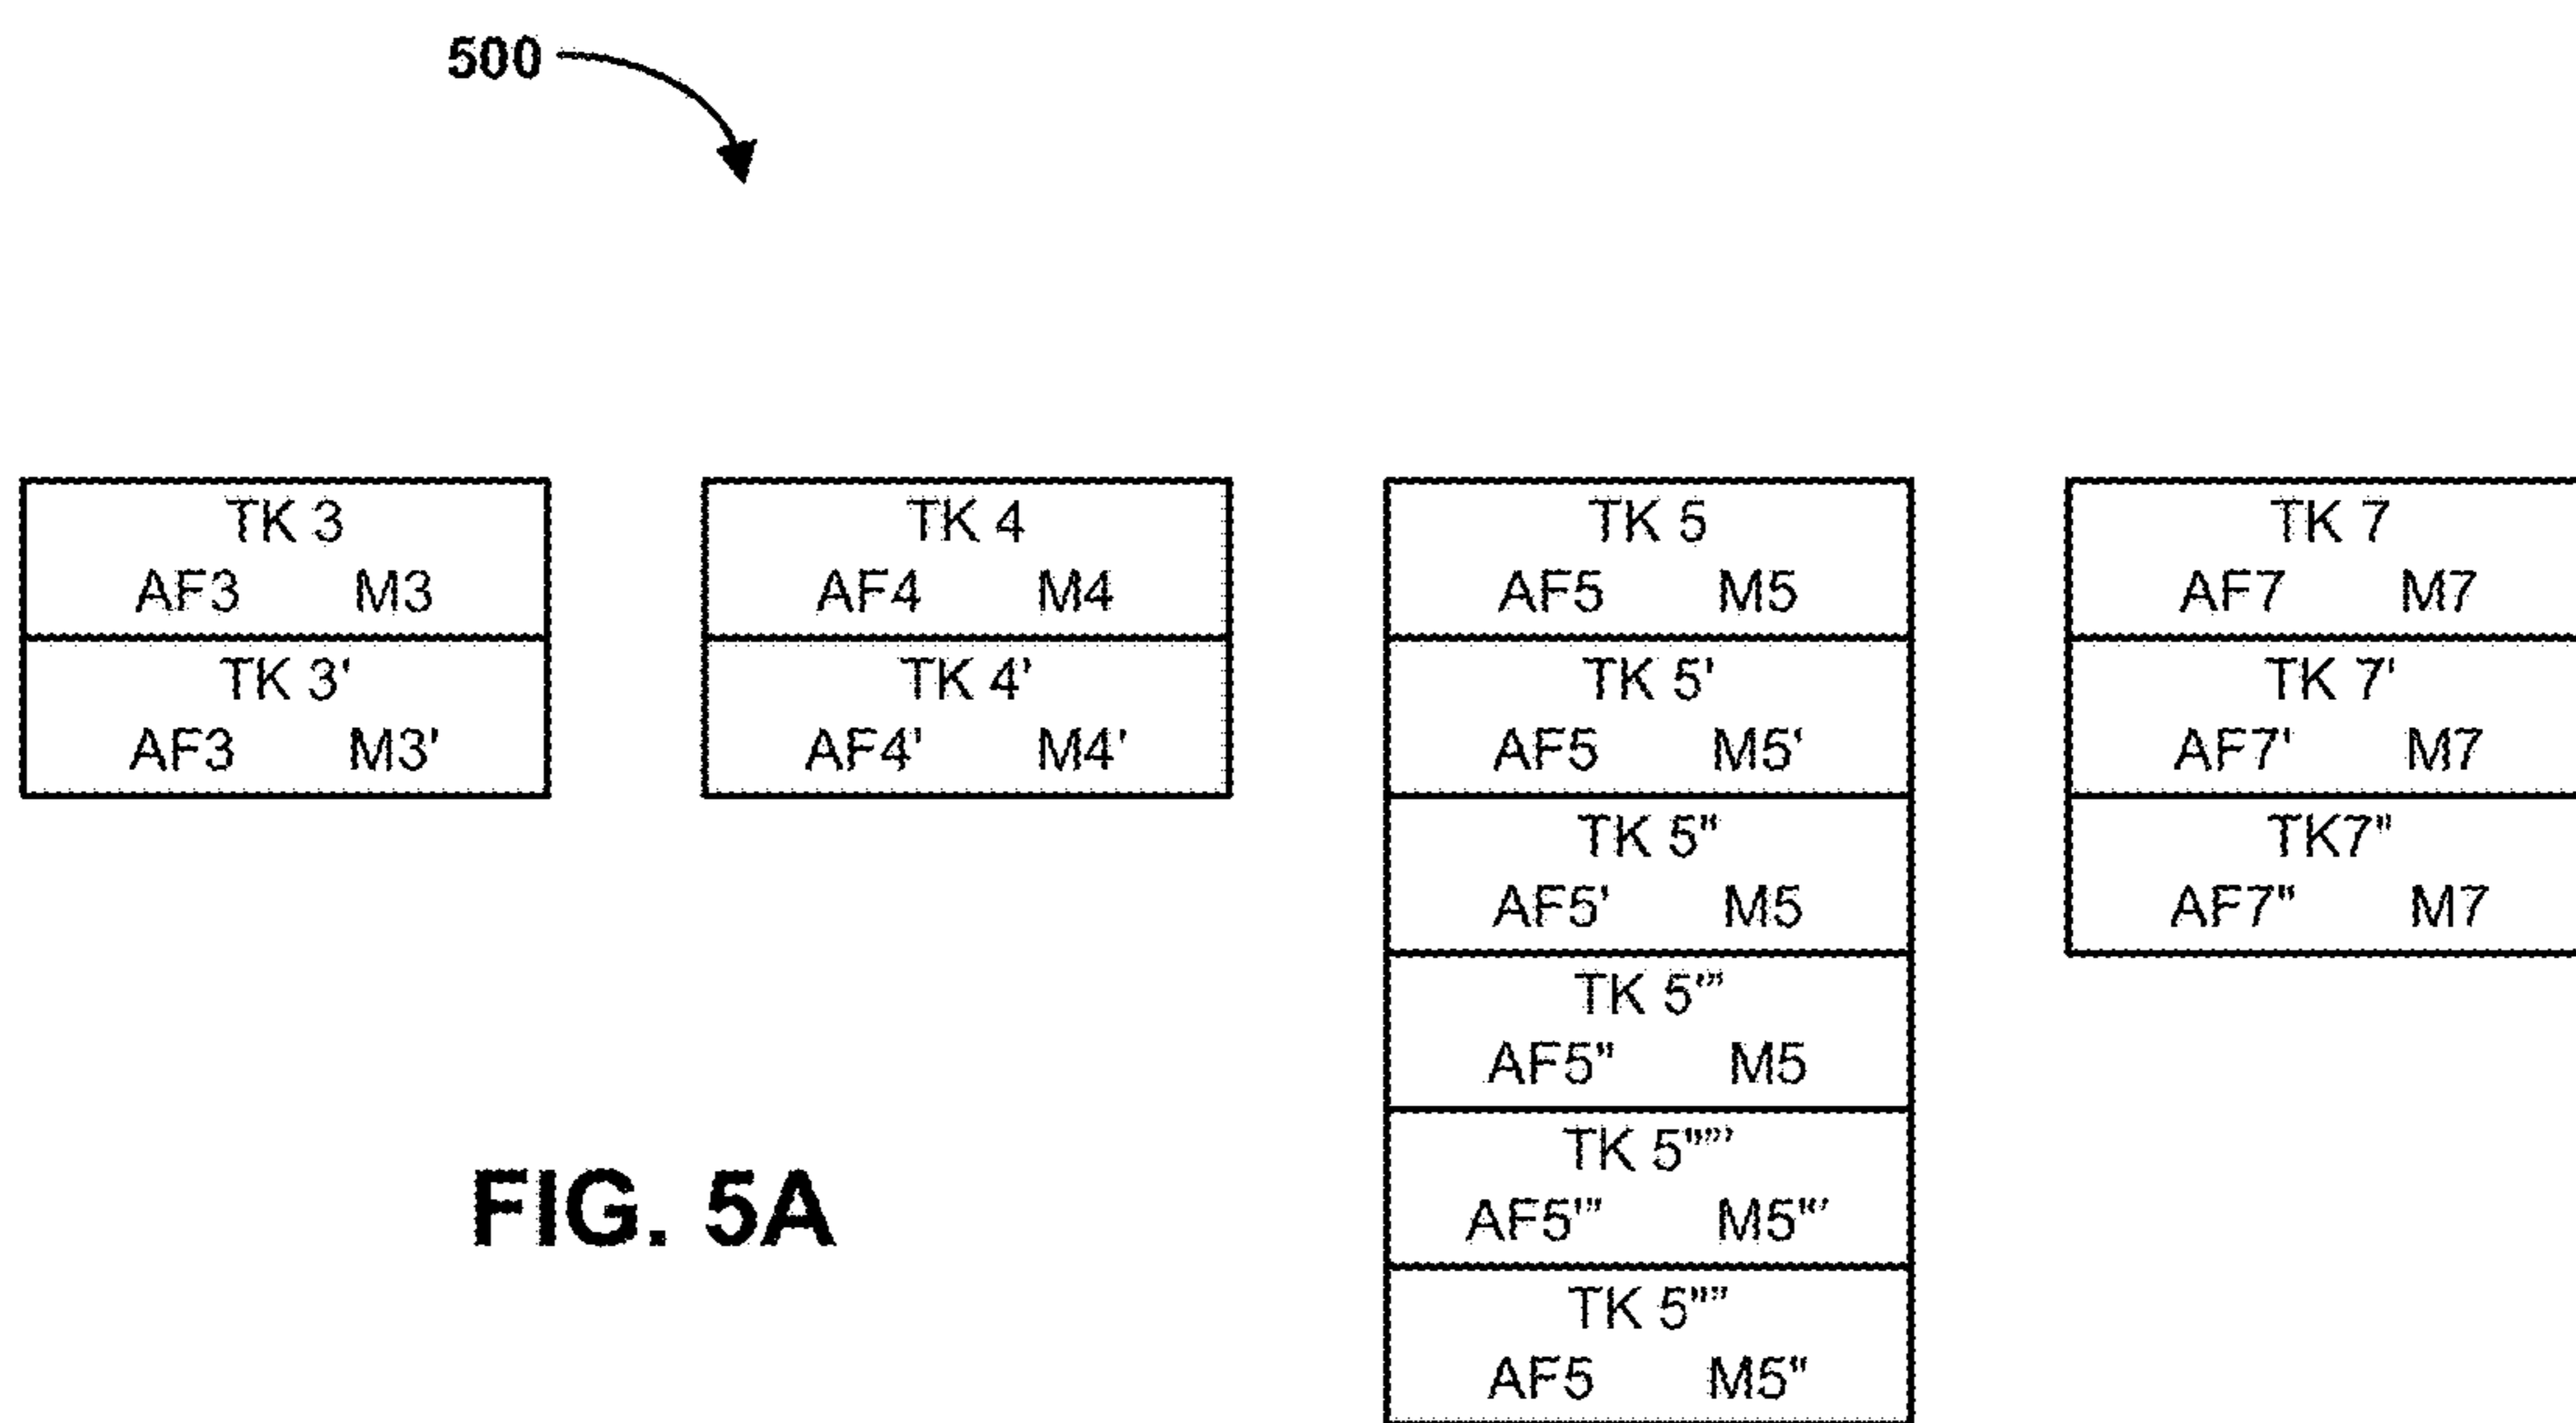 500
TK 3
AF3 M3
TK 3'
AF3 M3'
TK 4
AF4 M4
TK 4'
AF4' M4'
TK 5
AF5 M5
TK 5'
AF5 M5'
TK 5"
AF5' M5
TK 5'"
AF5" M5
TK 5""'
AF5'" M5"'
TK 5""
AF5 M5"
TK 7
AF7 M7
TK 7'
AF7' M7
TK7"
AF7" M7
FIG. 5A